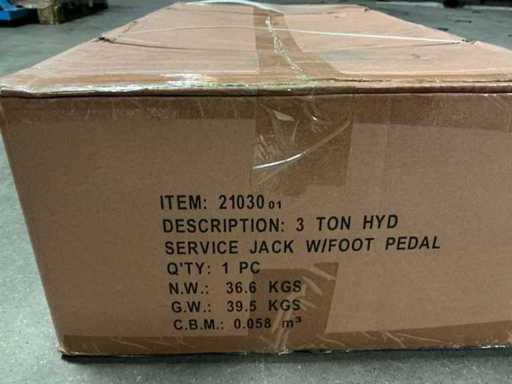 ITEM: 21030 01
DESCRIPTION: 3 TON HYD
SERVICE JACK W/FOOT PEDAL
Q'TY: 1 PC
N.W.: 36.6 KGS
G.W.: 39.5 KGS
C.B.M.: 0.058 m³